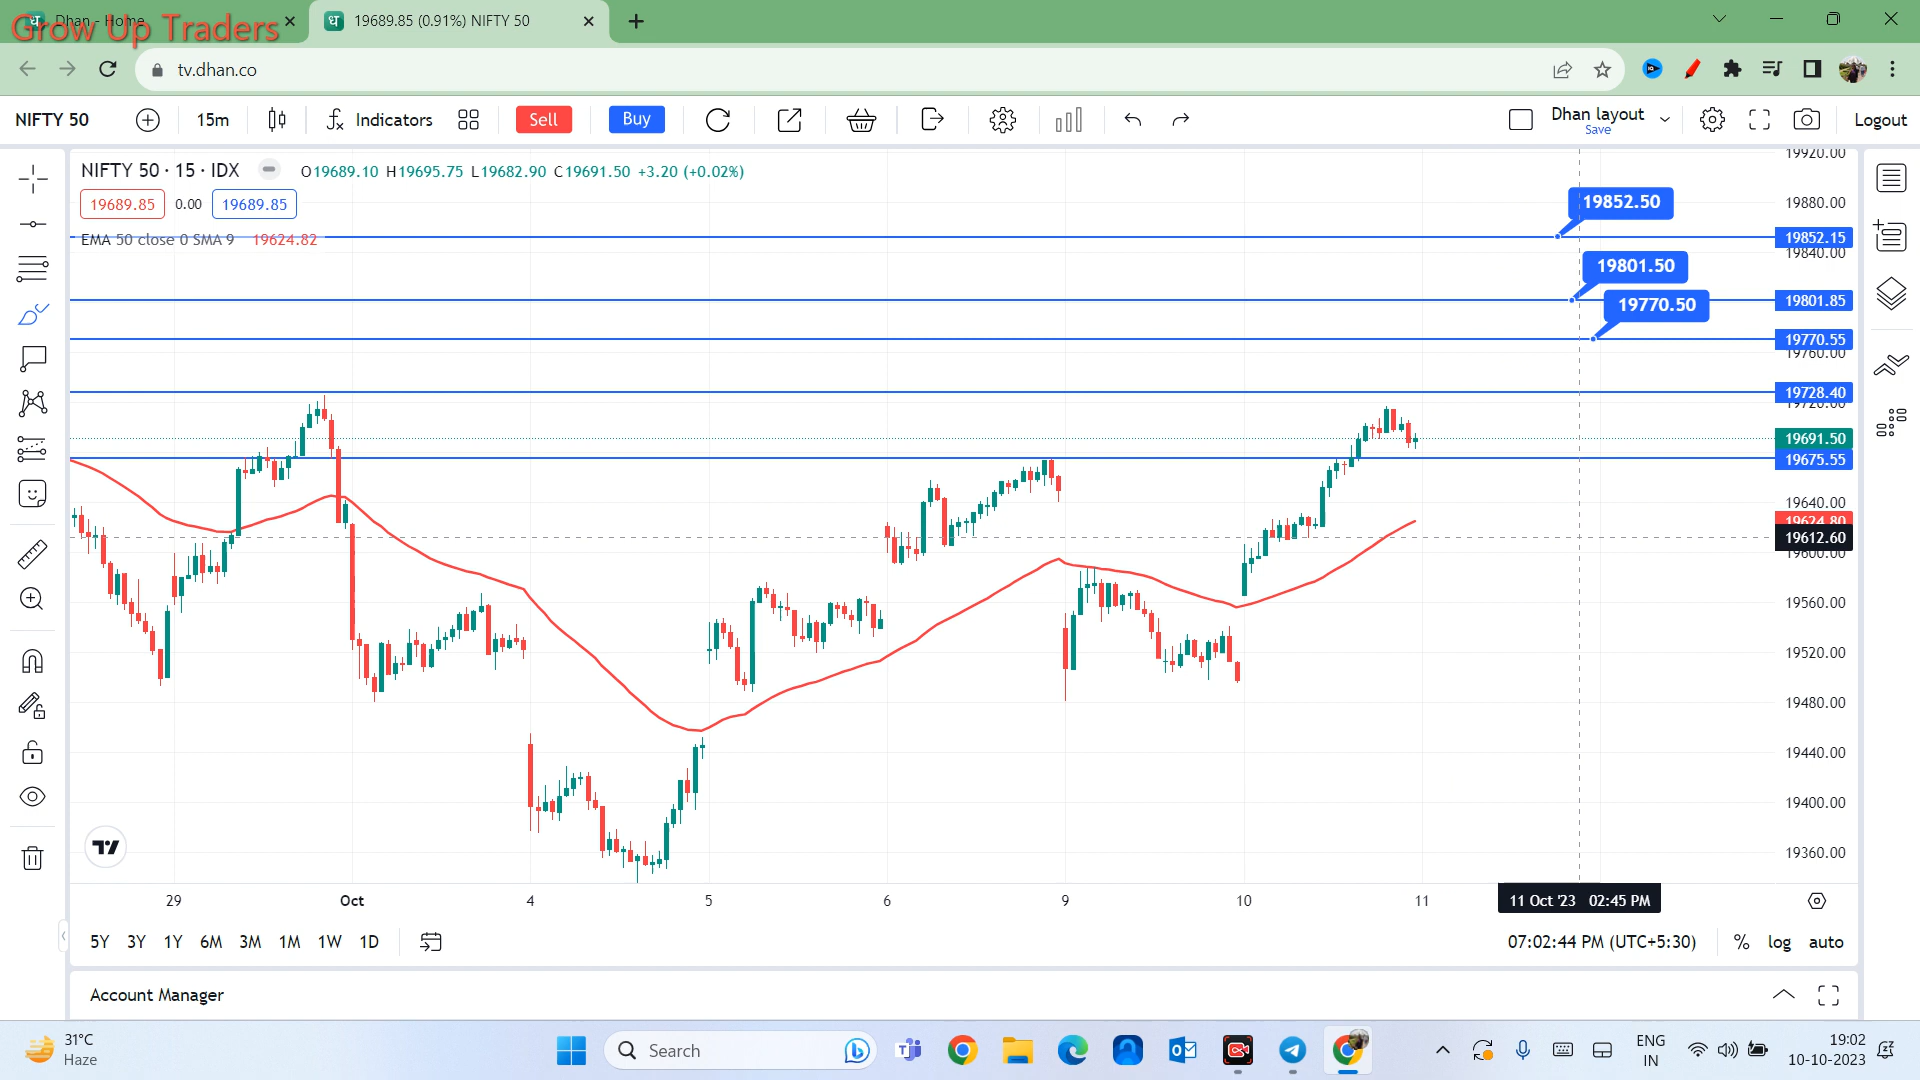 Dhan - Home
Grow Up Traders
19689.85 (0.91%) NIFTY 50
tv.dhan.co
NIFTY 50
15m
Indicators
Sell
Buy
Dhan layout
Save
Logout
NIFTY 50 · 15 · IDX
O19689.10 H19695.75 L19682.90 C19691.50 +3.20 (+0.02%)
19689.85
0.00
19689.85
EMA 50 close 0 SMA 9 19624.82
19852.50
19801.50
19770.50
19920.00
19880.00
19852.15
19840.00
19801.85
19770.55
19760.00
19728.40
19720.00
19691.50
19675.55
19640.00
19624.80
19612.60
19600.00
19560.00
19520.00
19480.00
19440.00
19400.00
19360.00
29
Oct
4
5
6
9
10
11
11 Oct '23 02:45 PM
5Y 3Y 1Y 6M 3M 1M 1W 1D
07:02:44 PM (UTC+5:30)
% log auto
Account Manager
31°C
Haze
Search
ENG
IN
19:02
10-10-2023